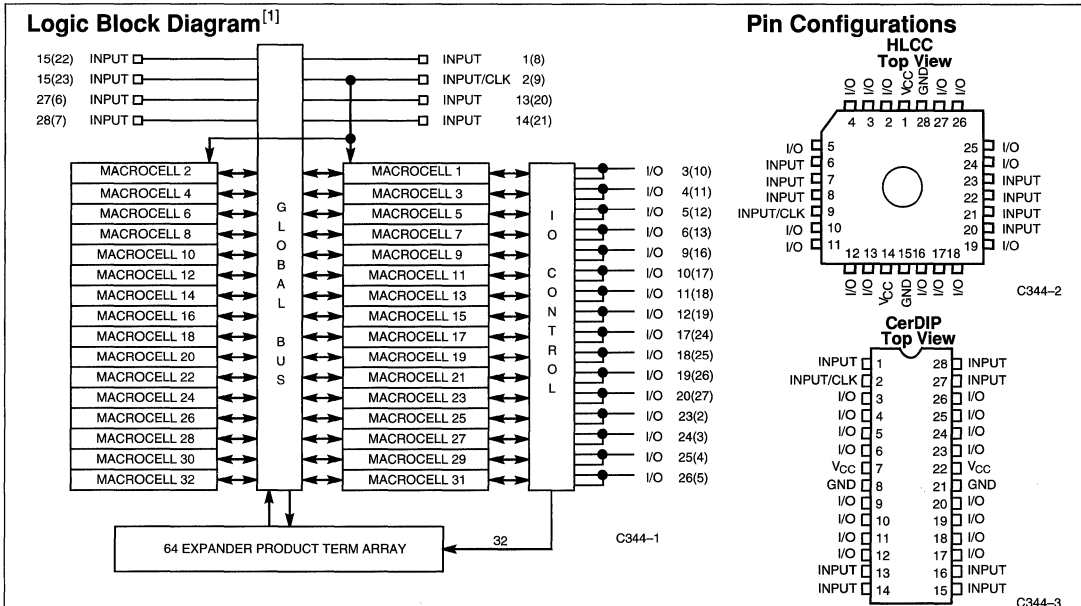 Logic Block Diagram[1]
15(22) INPUT
15(23) INPUT
27(6) INPUT
28(7) INPUT
INPUT 1(8)
INPUT/CLK 2(9)
INPUT 13(20)
INPUT 14(21)
MACROCELL 2
MACROCELL 4
MACROCELL 6
MACROCELL 8
MACROCELL 10
MACROCELL 12
MACROCELL 14
MACROCELL 16
MACROCELL 18
MACROCELL 20
MACROCELL 22
MACROCELL 24
MACROCELL 26
MACROCELL 28
MACROCELL 30
MACROCELL 32
GLOBAL BUS
MACROCELL 1
MACROCELL 3
MACROCELL 5
MACROCELL 7
MACROCELL 9
MACROCELL 11
MACROCELL 13
MACROCELL 15
MACROCELL 17
MACROCELL 19
MACROCELL 21
MACROCELL 23
MACROCELL 25
MACROCELL 27
MACROCELL 29
MACROCELL 31
IO CONTROL
I/O 3(10)
I/O 4(11)
I/O 5(12)
I/O 6(13)
I/O 9(16)
I/O 10(17)
I/O 11(18)
I/O 12(19)
I/O 17(24)
I/O 18(25)
I/O 19(26)
I/O 20(27)
I/O 23(2)
I/O 24(3)
I/O 25(4)
I/O 26(5)
64 EXPANDER PRODUCT TERM ARRAY
32
C344–1
Pin Configurations
HLCC
Top View
I/O I/O I/O VCC GND I/O I/O
4 3 2 1 28 27 26
I/O 5
INPUT 6
INPUT 7
INPUT 8
INPUT/CLK 9
I/O 10
I/O 11
25 I/O
24 I/O
23 INPUT
22 INPUT
21 INPUT
20 INPUT
19 I/O
12 13 14 15 16 17 18
I/O I/O VCC GND I/O I/O I/O
C344–2
CerDIP
Top View
INPUT 1 28 INPUT
INPUT/CLK 2 27 INPUT
I/O 3 26 I/O
I/O 4 25 I/O
I/O 5 24 I/O
I/O 6 23 I/O
VCC 7 22 VCC
GND 8 21 GND
I/O 9 20 I/O
I/O 10 19 I/O
I/O 11 18 I/O
I/O 12 17 I/O
INPUT 13 16 INPUT
INPUT 14 15 INPUT
C344–3